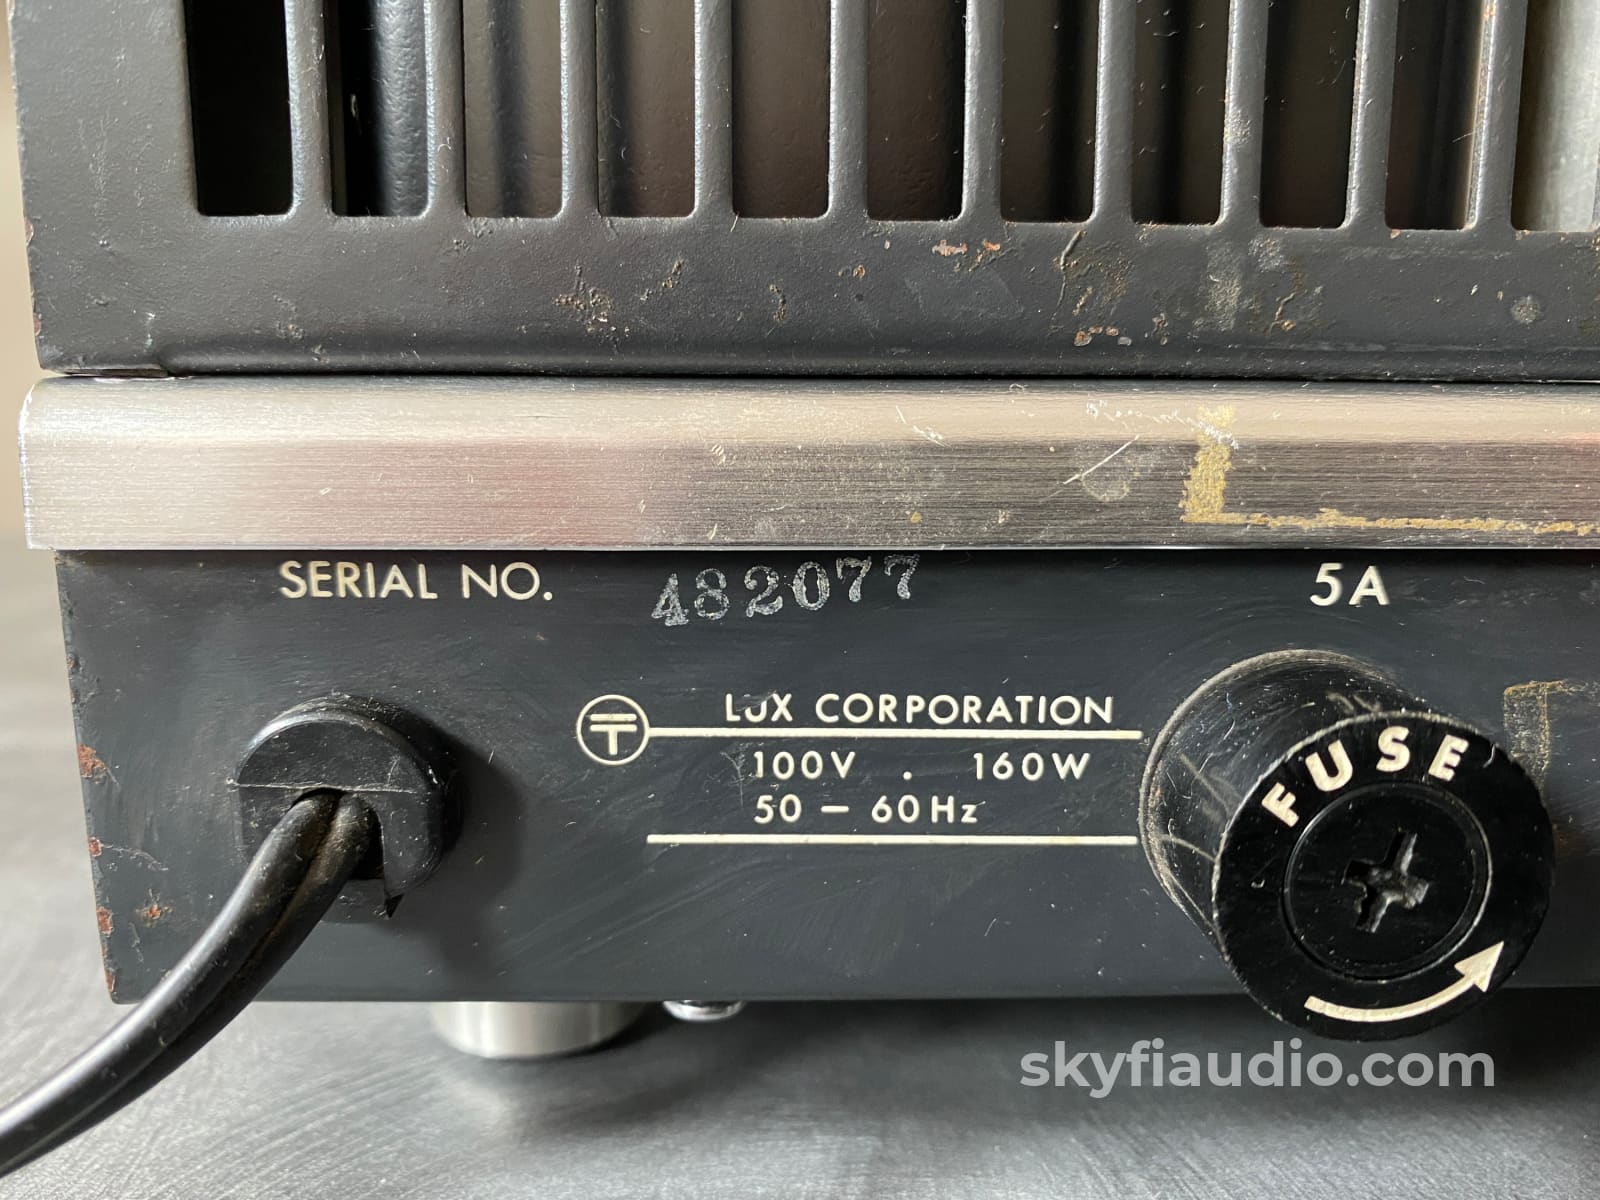 SERIAL NO. 482077
5A
LUX CORPORATION
100V . 160W
50 – 60Hz
FUSE
skyfiaudio.com